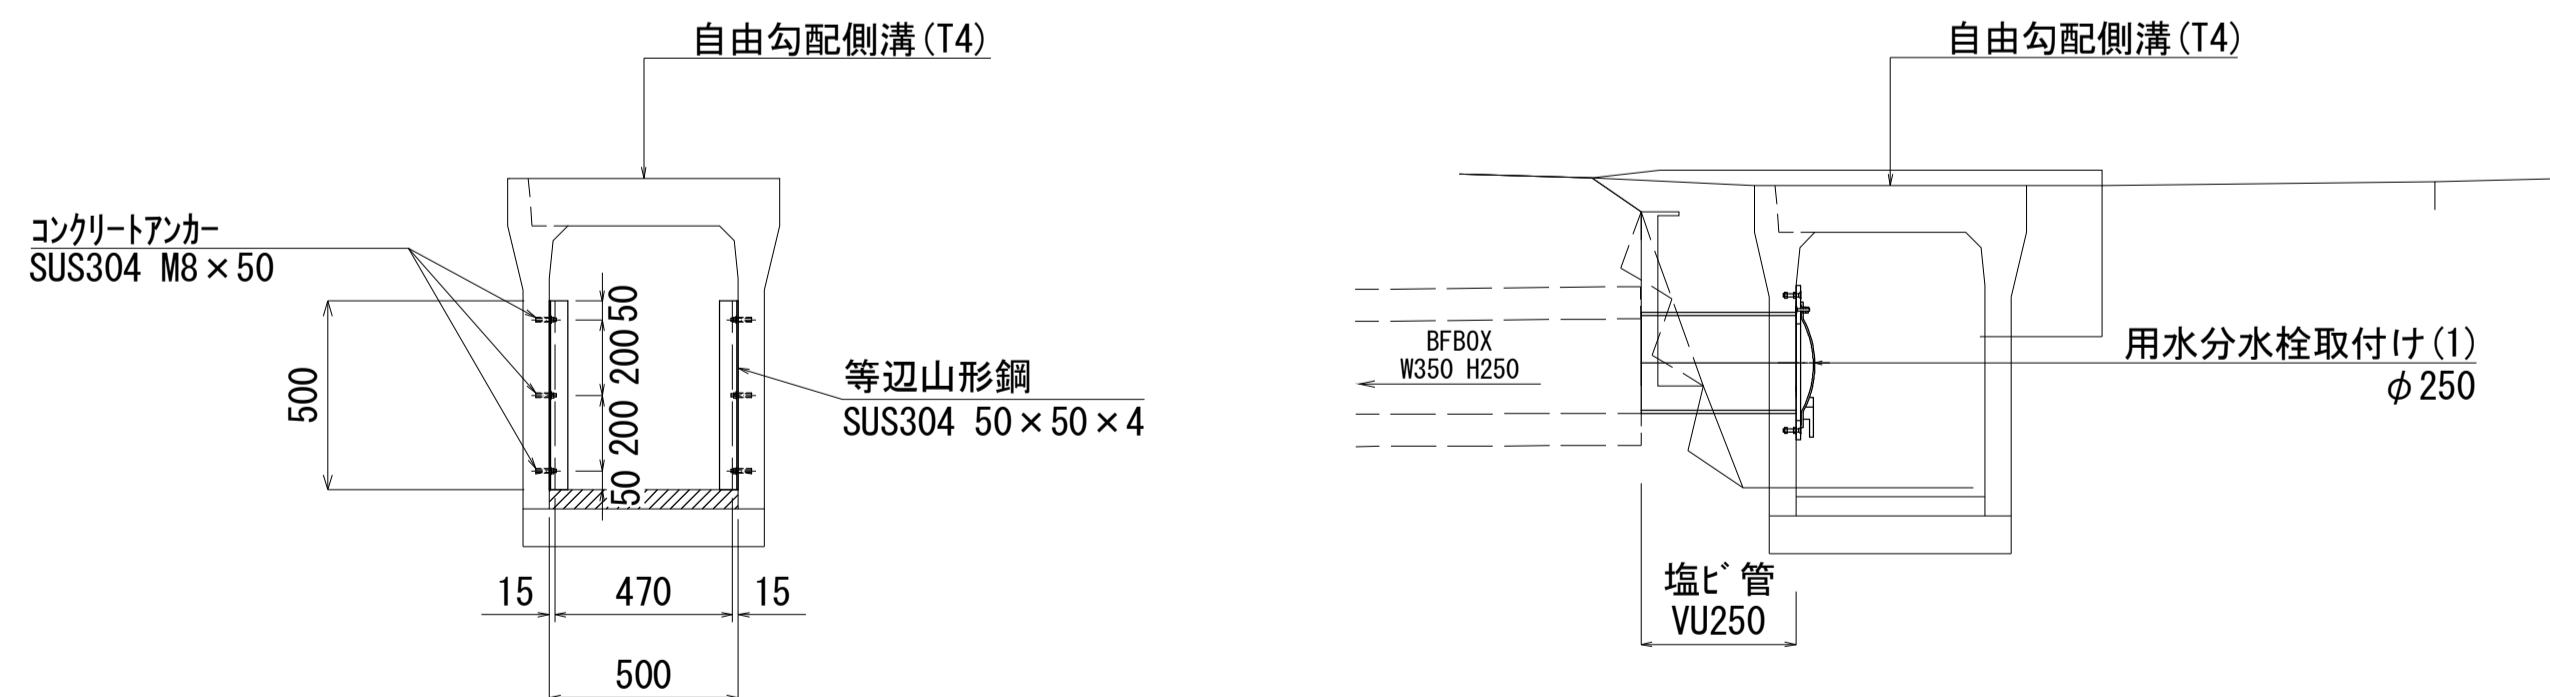 自由勾配側溝(T4)
コンクリートアンカー
SUS304 M8×50
500
50
200
200
50
等辺山形鋼
SUS304 50×50×4
15
470
15
500
自由勾配側溝(T4)
BFBOX
W350 H250
用水分水栓取付け(1)
φ250
塩ビ管
VU250